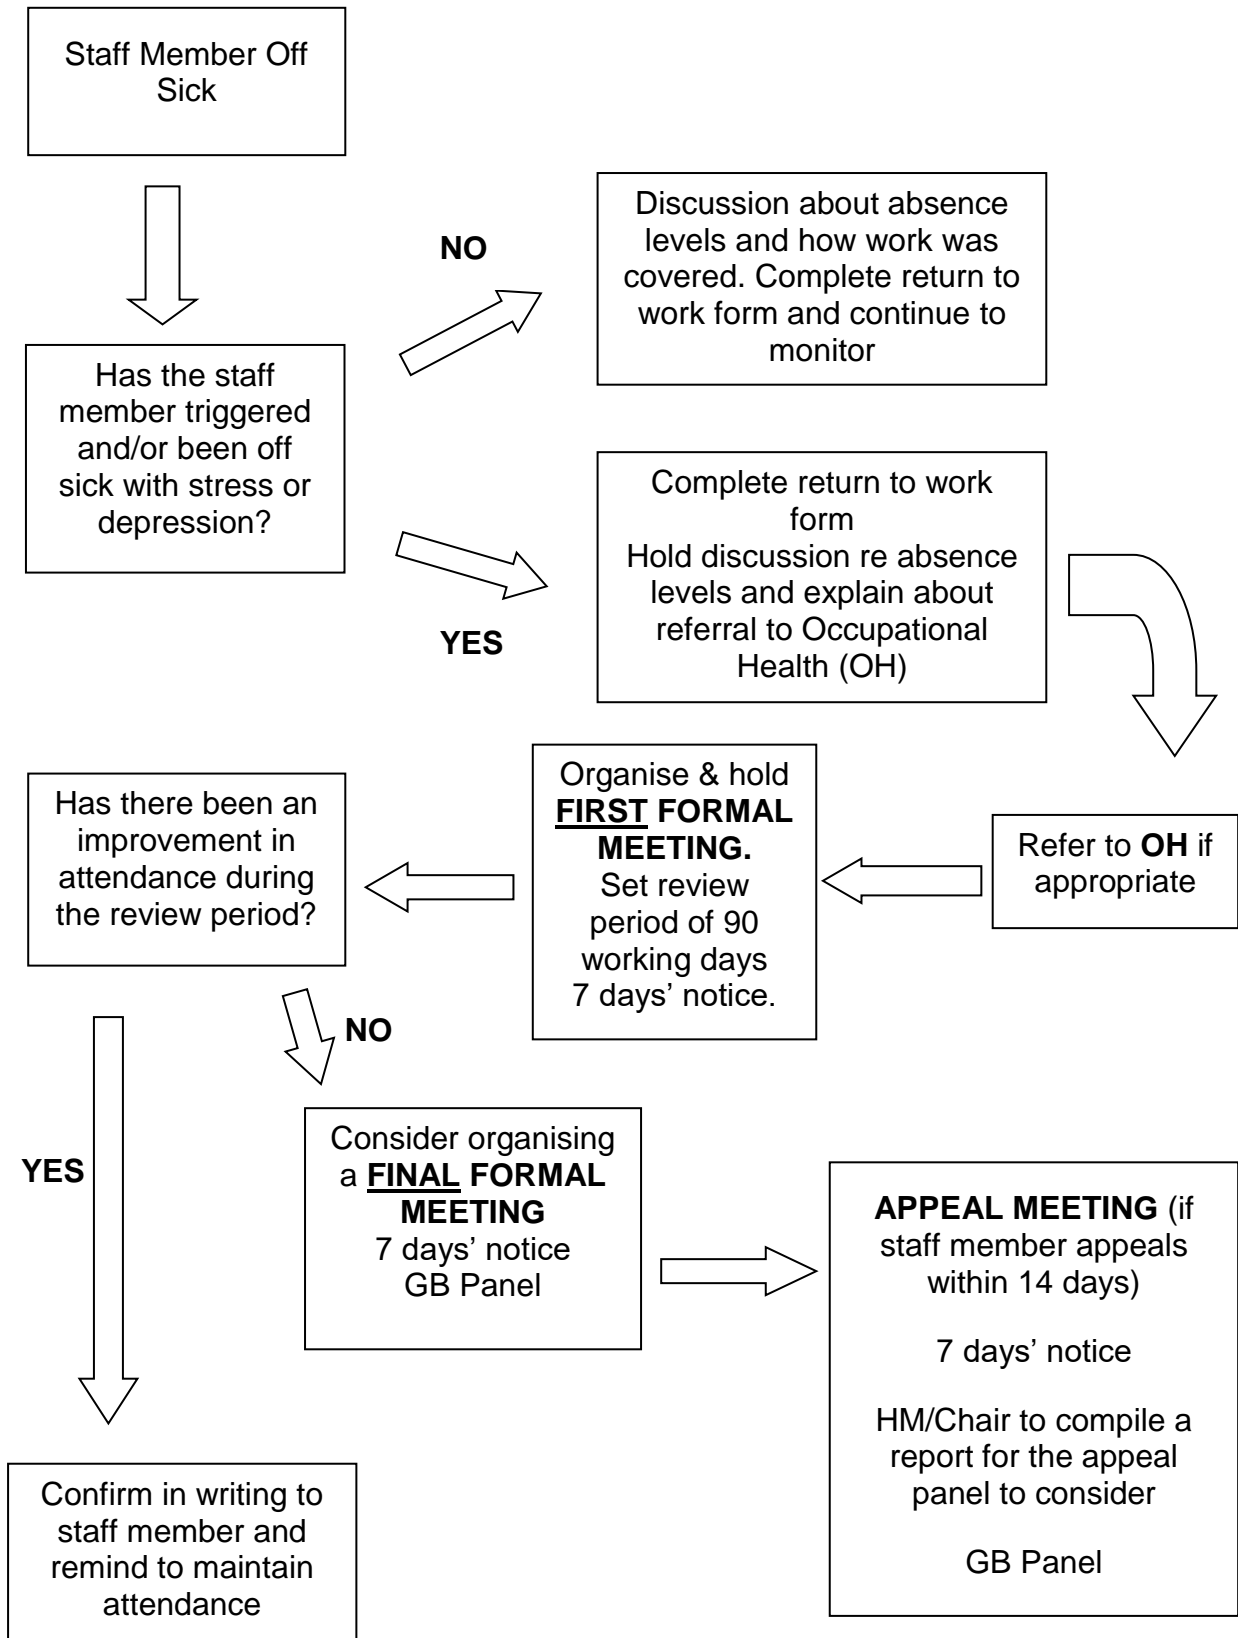 Staff Member Off
Sick
NO
Discussion about absence
levels and how work was
covered. Complete return to
work form and continue to
monitor
Has the staff
member triggered
and/or been off
sick with stress or
depression?
YES
Complete return to work
form
Hold discussion re absence
levels and explain about
referral to Occupational
Health (OH)
Refer to OH if
appropriate
Organise & hold
FIRST FORMAL
MEETING.
Set review
period of 90
working days
7 days’ notice.
Has there been an
improvement in
attendance during
the review period?
NO
Consider organising
a FINAL FORMAL
MEETING
7 days’ notice
GB Panel
APPEAL MEETING (if
staff member appeals
within 14 days)
7 days’ notice
HM/Chair to compile a
report for the appeal
panel to consider
GB Panel
YES
Confirm in writing to
staff member and
remind to maintain
attendance